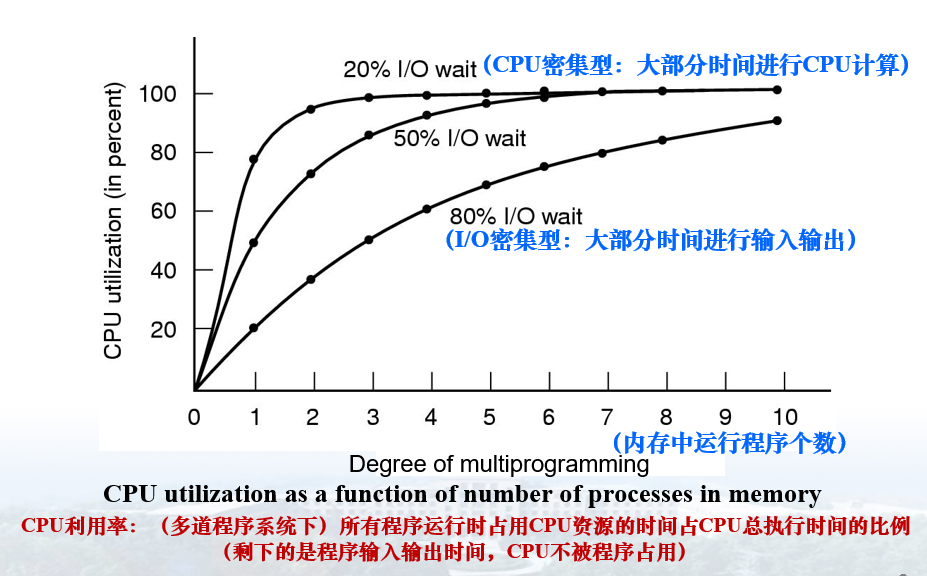 20% I/O wait (CPU密集型：大部分时间进行CPU计算)
100
50% I/O wait
80
60
80% I/O wait
(I/O密集型：大部分时间进行输入输出)
40
20
CPU utilization (in percent)
0 1 2 3 4 5 6 7 8 9 10
(内存中运行程序个数)
Degree of multiprogramming
CPU utilization as a function of number of processes in memory
CPU利用率：（多道程序系统下）所有程序运行时占用CPU资源的时间占CPU总执行时间的比例
（剩下的是程序输入输出时间，CPU不被程序占用）